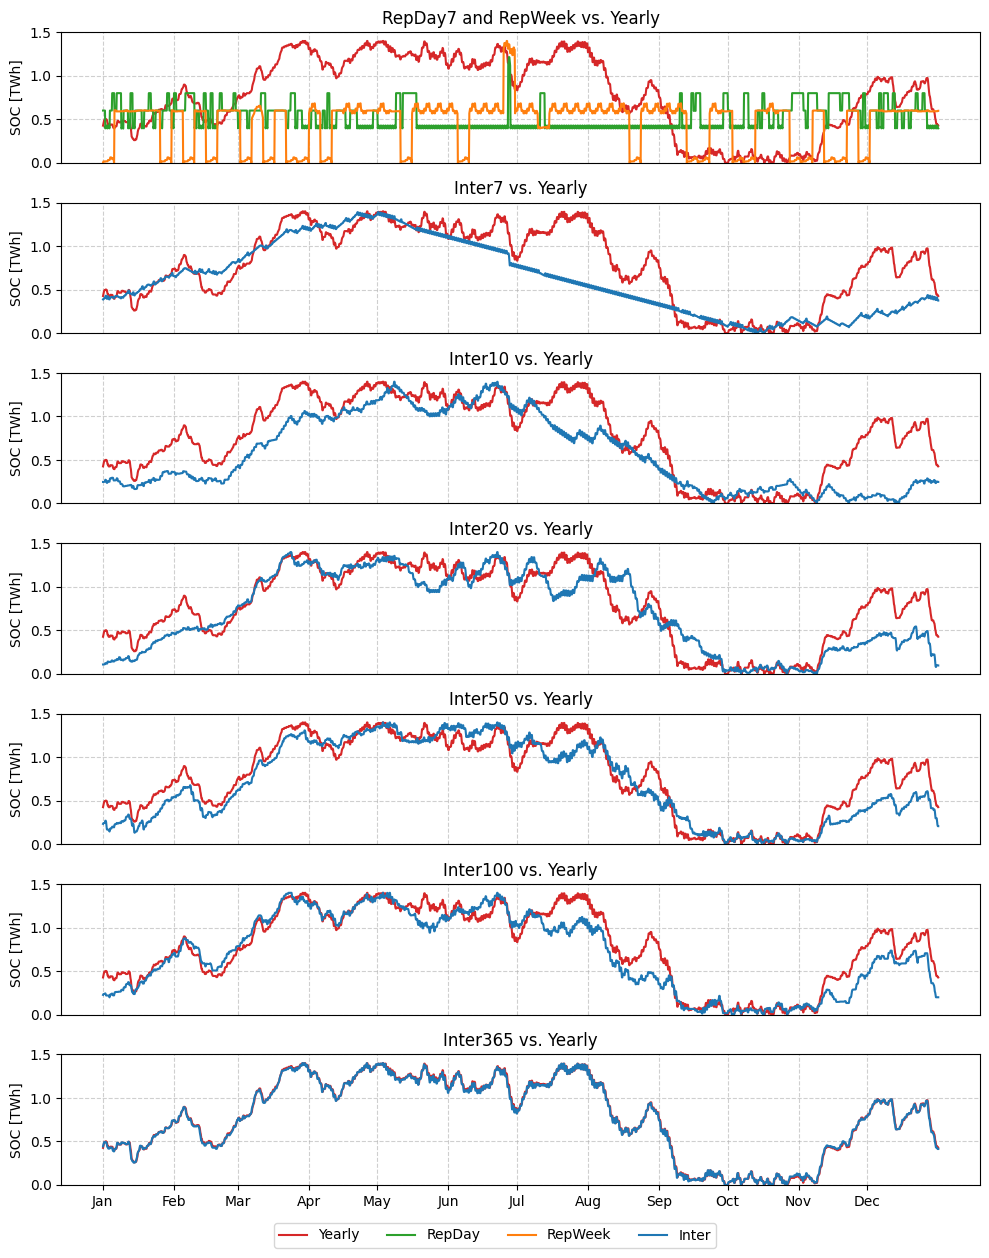 RepDay7 and RepWeek vs. Yearly
SOC [TWh]
1.5
1.0
0.5
0.0
Inter7 vs. Yearly
SOC [TWh]
1.5
1.0
0.5
0.0
Inter10 vs. Yearly
SOC [TWh]
1.5
1.0
0.5
0.0
Inter20 vs. Yearly
SOC [TWh]
1.5
1.0
0.5
0.0
Inter50 vs. Yearly
SOC [TWh]
1.5
1.0
0.5
0.0
Inter100 vs. Yearly
SOC [TWh]
1.5
1.0
0.5
0.0
Inter365 vs. Yearly
SOC [TWh]
1.5
1.0
0.5
0.0
Jan Feb Mar Apr May Jun Jul Aug Sep Oct Nov Dec
Yearly RepDay RepWeek Inter